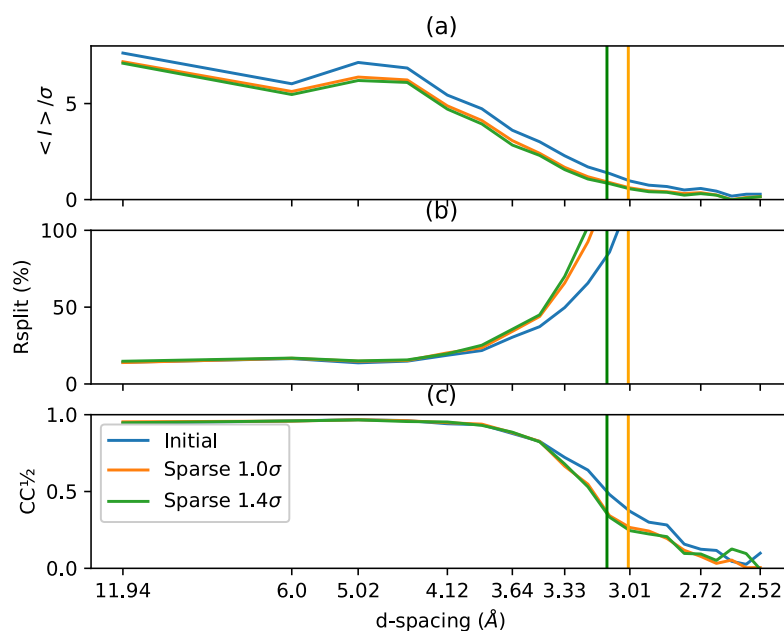 (a)
5
0
< I > /σ
(b)
100
50
0
Rsplit (%)
(c)
1.0
0.5
0.0
CC½
Initial
Sparse 1.0σ
Sparse 1.4σ
11.94 6.0 5.02 4.12 3.64 3.33 3.01 2.72 2.52
d-spacing (Å)